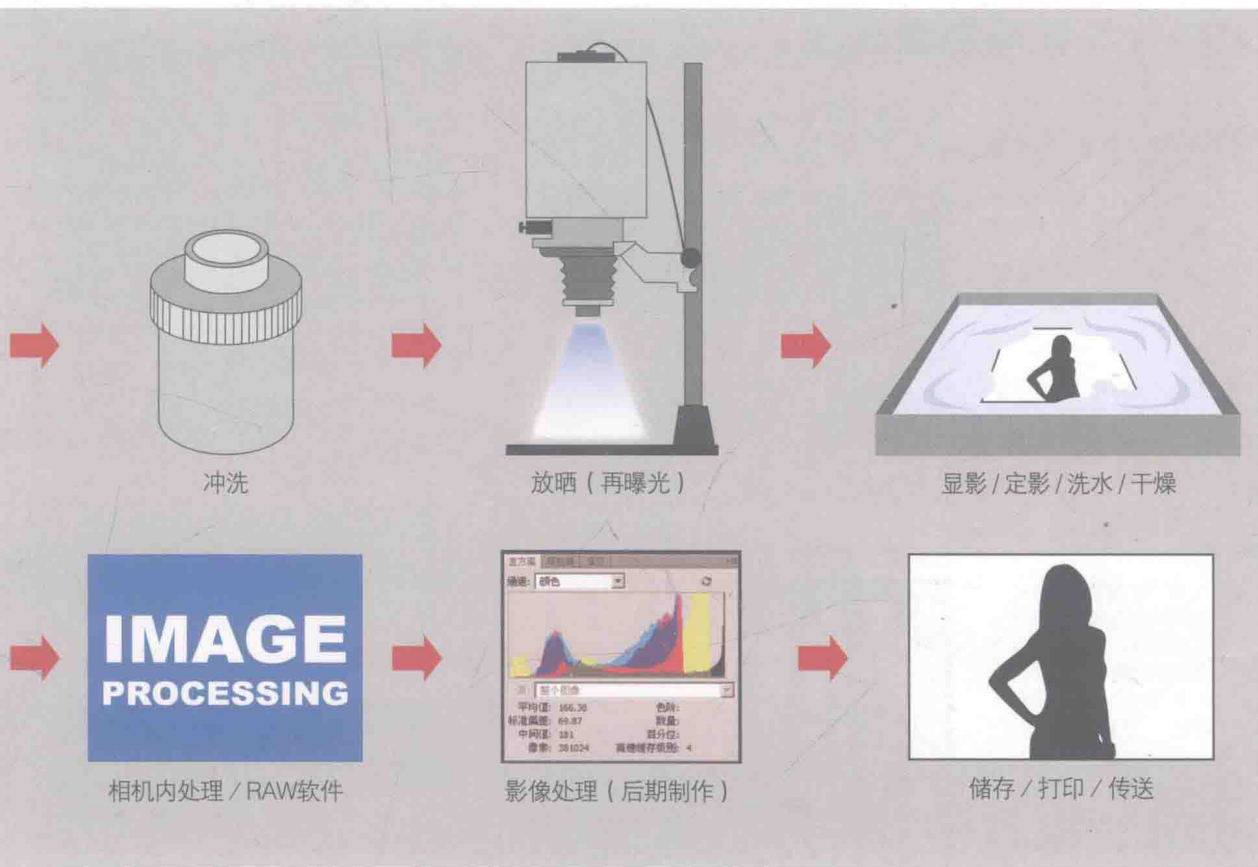 冲洗
放晒（再曝光）
显影/定影/洗水/干燥
IMAGE
PROCESSING
直方图
通道: 颜色
源: 整个图像
平均值: 166.38 色阶:
标准偏差: 69.87 数量:
中间值: 181 百分位:
像素: 381024 高速缓存级别: 4
相机内处理/RAW软件
影像处理（后期制作）
储存/打印/传送